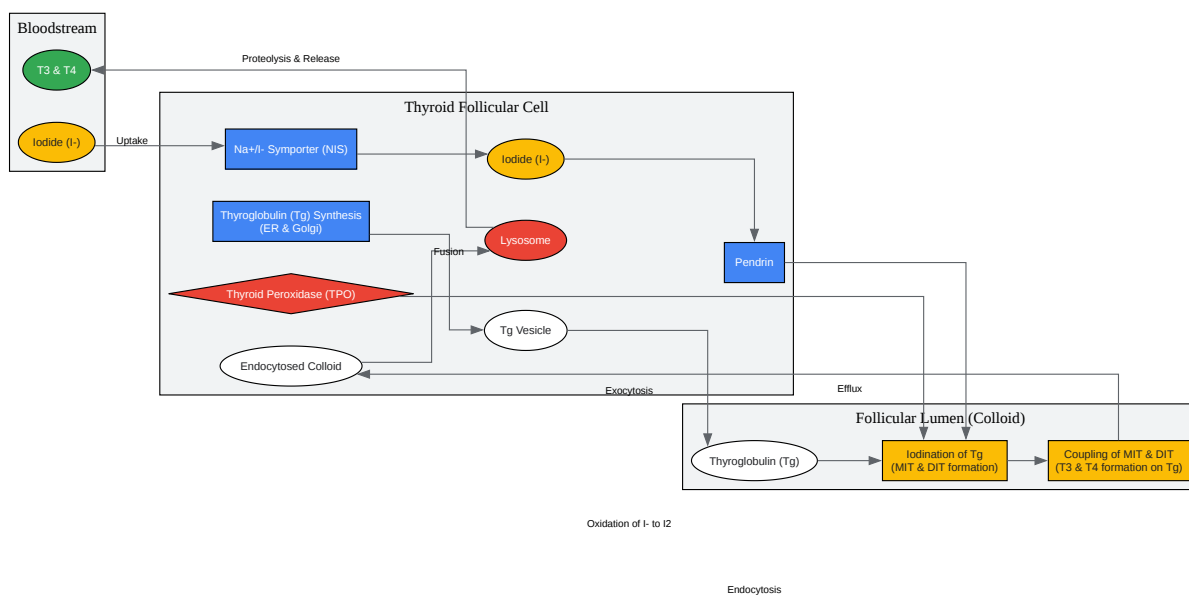 Bloodstream
T3 & T4
Proteolysis & Release
Iodide (I-)
Uptake
Thyroid Follicular Cell
Na+/I- Symporter (NIS)
Iodide (I-)
Thyroglobulin (Tg) Synthesis
(ER & Golgi)
Lysosome
Fusion
Pendrin
Thyroid Peroxidase (TPO)
Tg Vesicle
Endocytosed Colloid
Exocytosis
Efflux
Follicular Lumen (Colloid)
Thyroglobulin (Tg)
Iodination of Tg
(MIT & DIT formation)
Coupling of MIT & DIT
(T3 & T4 formation on Tg)
Oxidation of I- to I2
Endocytosis